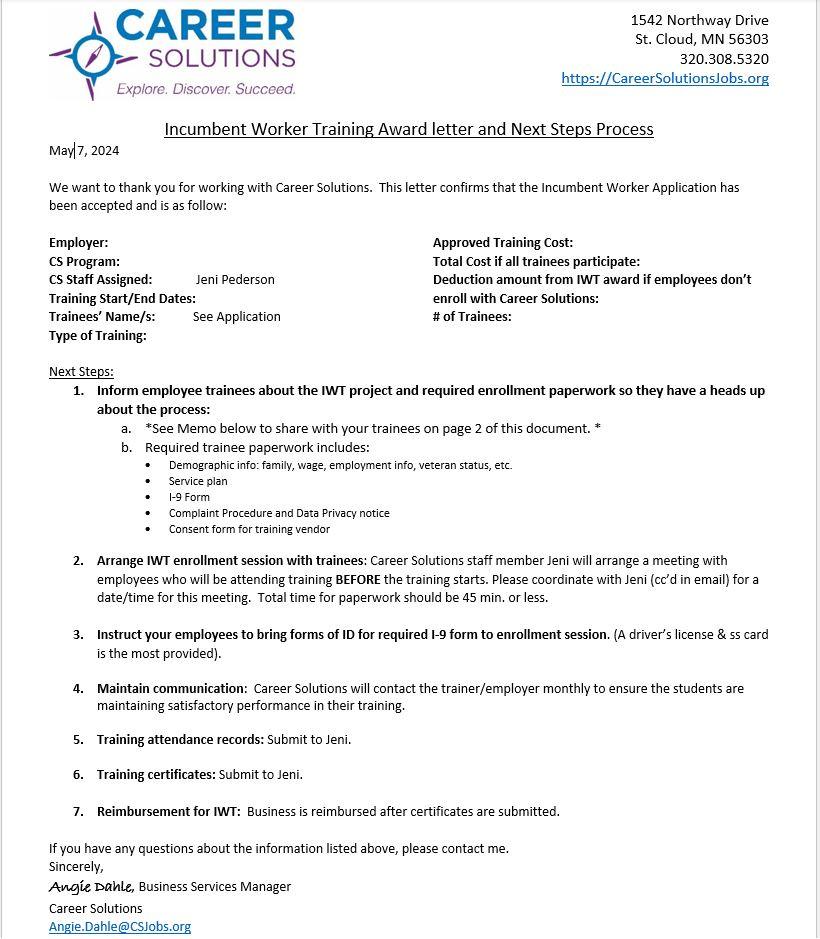 CAREER
SOLUTIONS
Explore. Discover. Succeed.
1542 Northway Drive
St. Cloud, MN 56303
320.308.5320
https://CareerSolutionsJobs.org
Incumbent Worker Training Award letter and Next Steps Process
May 7, 2024
We want to thank you for working with Career Solutions.  This letter confirms that the Incumbent Worker Application has
been accepted and is as follow:
Employer:
CS Program:
CS Staff Assigned: Jeni Pederson
Training Start/End Dates:
Trainees’ Name/s: See Application
Type of Training:
Approved Training Cost:
Total Cost if all trainees participate:
Deduction amount from IWT award if employees don’t
enroll with Career Solutions:
# of Trainees:
Next Steps:
1. Inform employee trainees about the IWT project and required enrollment paperwork so they have a heads up
about the process:
a. *See Memo below to share with your trainees on page 2 of this document. *
b. Required trainee paperwork includes:
• Demographic info: family, wage, employment info, veteran status, etc.
• Service plan
• I-9 Form
• Complaint Procedure and Data Privacy notice
• Consent form for training vendor
2. Arrange IWT enrollment session with trainees: Career Solutions staff member Jeni will arrange a meeting with
employees who will be attending training BEFORE the training starts. Please coordinate with Jeni (cc’d in email) for a
date/time for this meeting.  Total time for paperwork should be 45 min. or less.
3. Instruct your employees to bring forms of ID for required I-9 form to enrollment session. (A driver’s license & ss card
is the most provided).
4. Maintain communication:  Career Solutions will contact the trainer/employer monthly to ensure the students are
maintaining satisfactory performance in their training.
5. Training attendance records: Submit to Jeni.
6. Training certificates: Submit to Jeni.
7. Reimbursement for IWT:  Business is reimbursed after certificates are submitted.
If you have any questions about the information listed above, please contact me.
Sincerely,
Angie Dahle, Business Services Manager
Career Solutions
Angie.Dahle@CSJobs.org